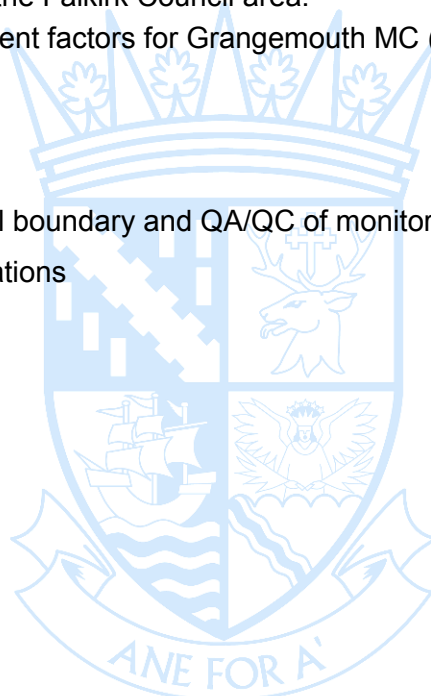 the Falkirk Council area.
ent factors for Grangemouth MC (
l boundary and QA/QC of monitor
ations
ANE FOR A'